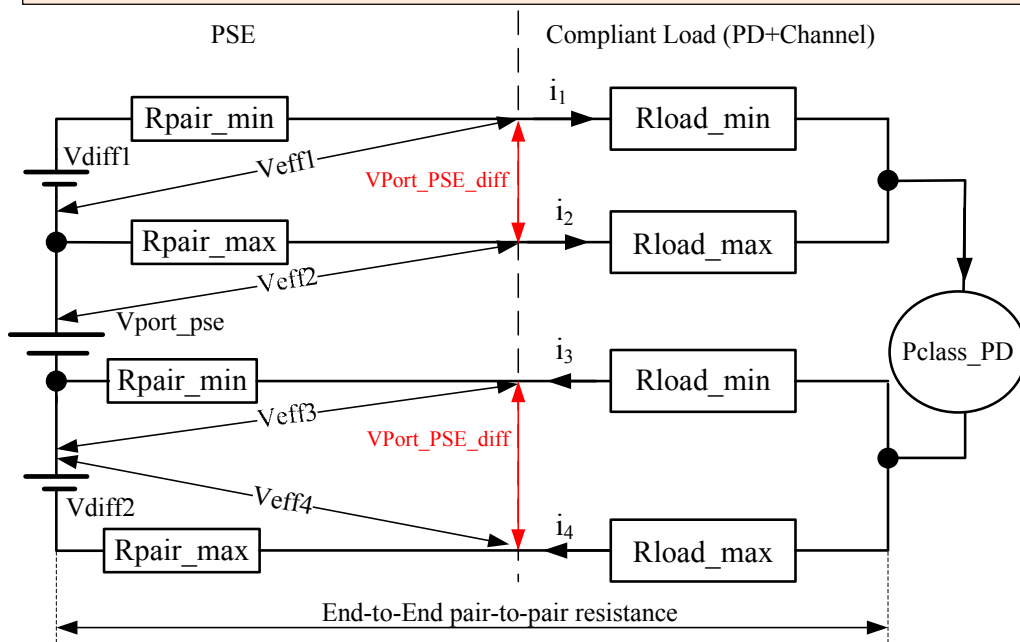 PSE
Compliant Load (PD+Channel)
Rpair_min
i1
Rload_min
Vdiff1
Veff1
VPort_PSE_diff
Rpair_max
i2
Rload_max
Veff2
Vport_pse
Pclass_PD
Rpair_min
i3
Rload_min
Veff3
VPort_PSE_diff
Vdiff2
Veff4
Rpair_max
i4
Rload_max
End-to-End pair-to-pair resistance